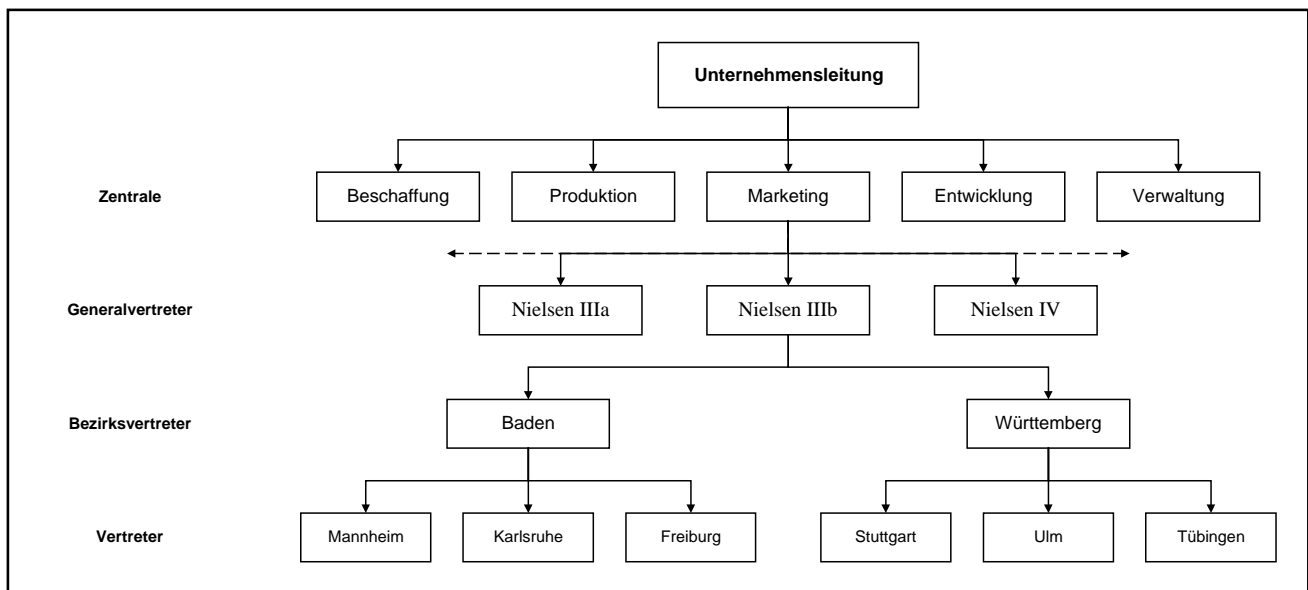 Unternehmensleitung
Zentrale
Beschaffung
Produktion
Marketing
Entwicklung
Verwaltung
Generalvertreter
Nielsen IIIa
Nielsen IIIb
Nielsen IV
Bezirksvertreter
Baden
Württemberg
Vertreter
Mannheim
Karlsruhe
Freiburg
Stuttgart
Ulm
Tübingen